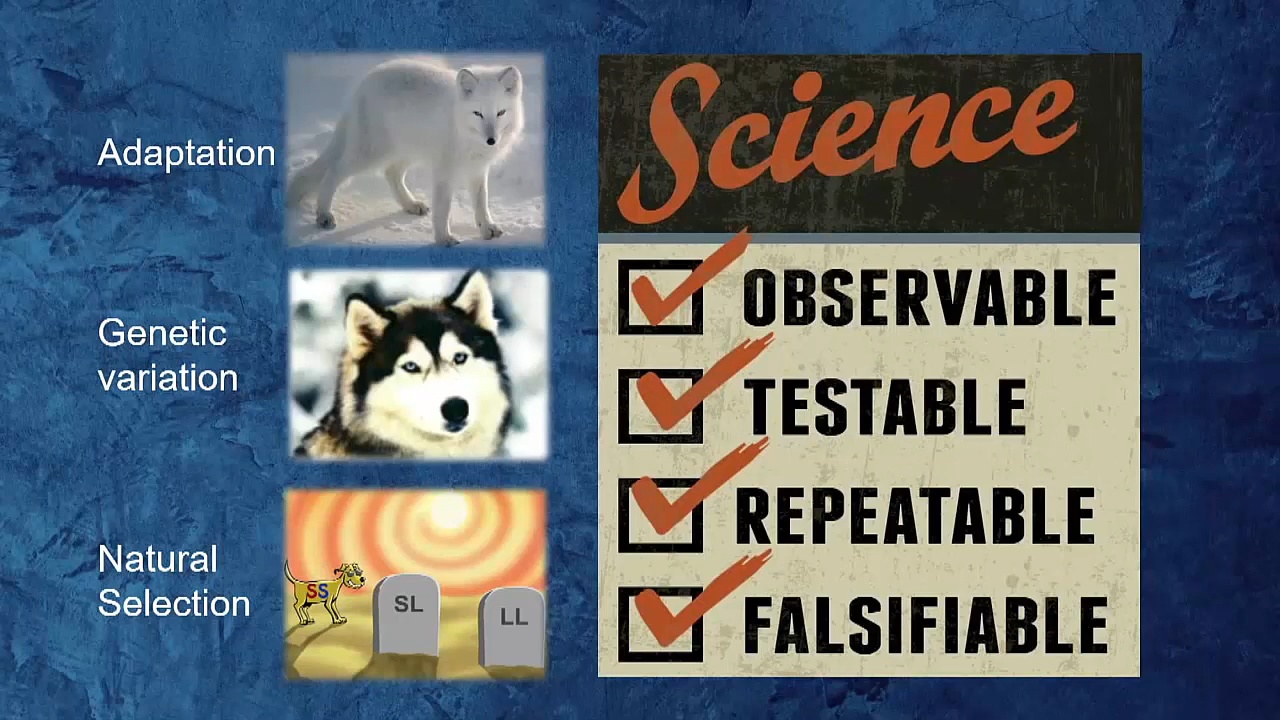 Adaptation
Genetic
variation
Natural
Selection
SS
SL
LL
Science
OBSERVABLE
TESTABLE
REPEATABLE
FALSIFIABLE